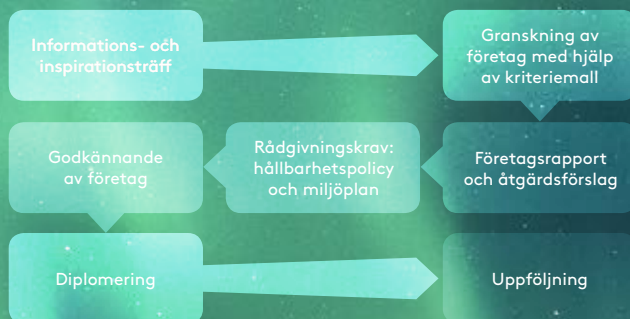 Informations- och
inspirationsträff
Granskning av
företag med hjälp
av kriteriemall
Företagsrapport
och åtgärdsförslag
Rådgivningskrav:
hållbarhetspolicy
och miljöplan
Godkännande
av företag
Diplomering
Uppföljning